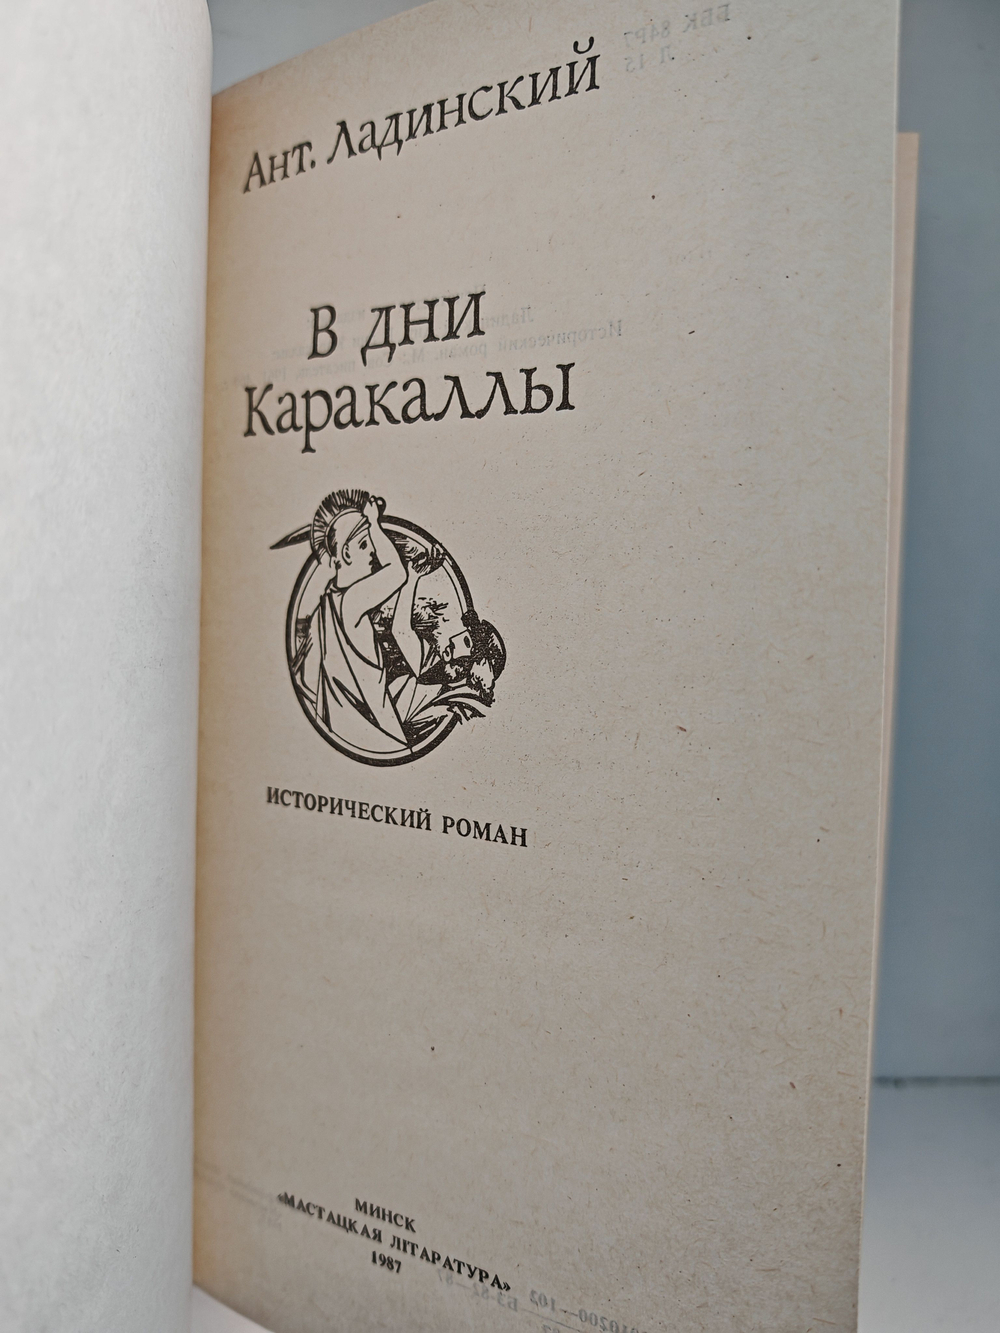 Ант. Ладинский
В дни
Каракаллы
ИСТОРИЧЕСКИЙ РОМАН
МИНСК
«МАСТАЦКАЯ ЛІТАРАТУРА»
1987